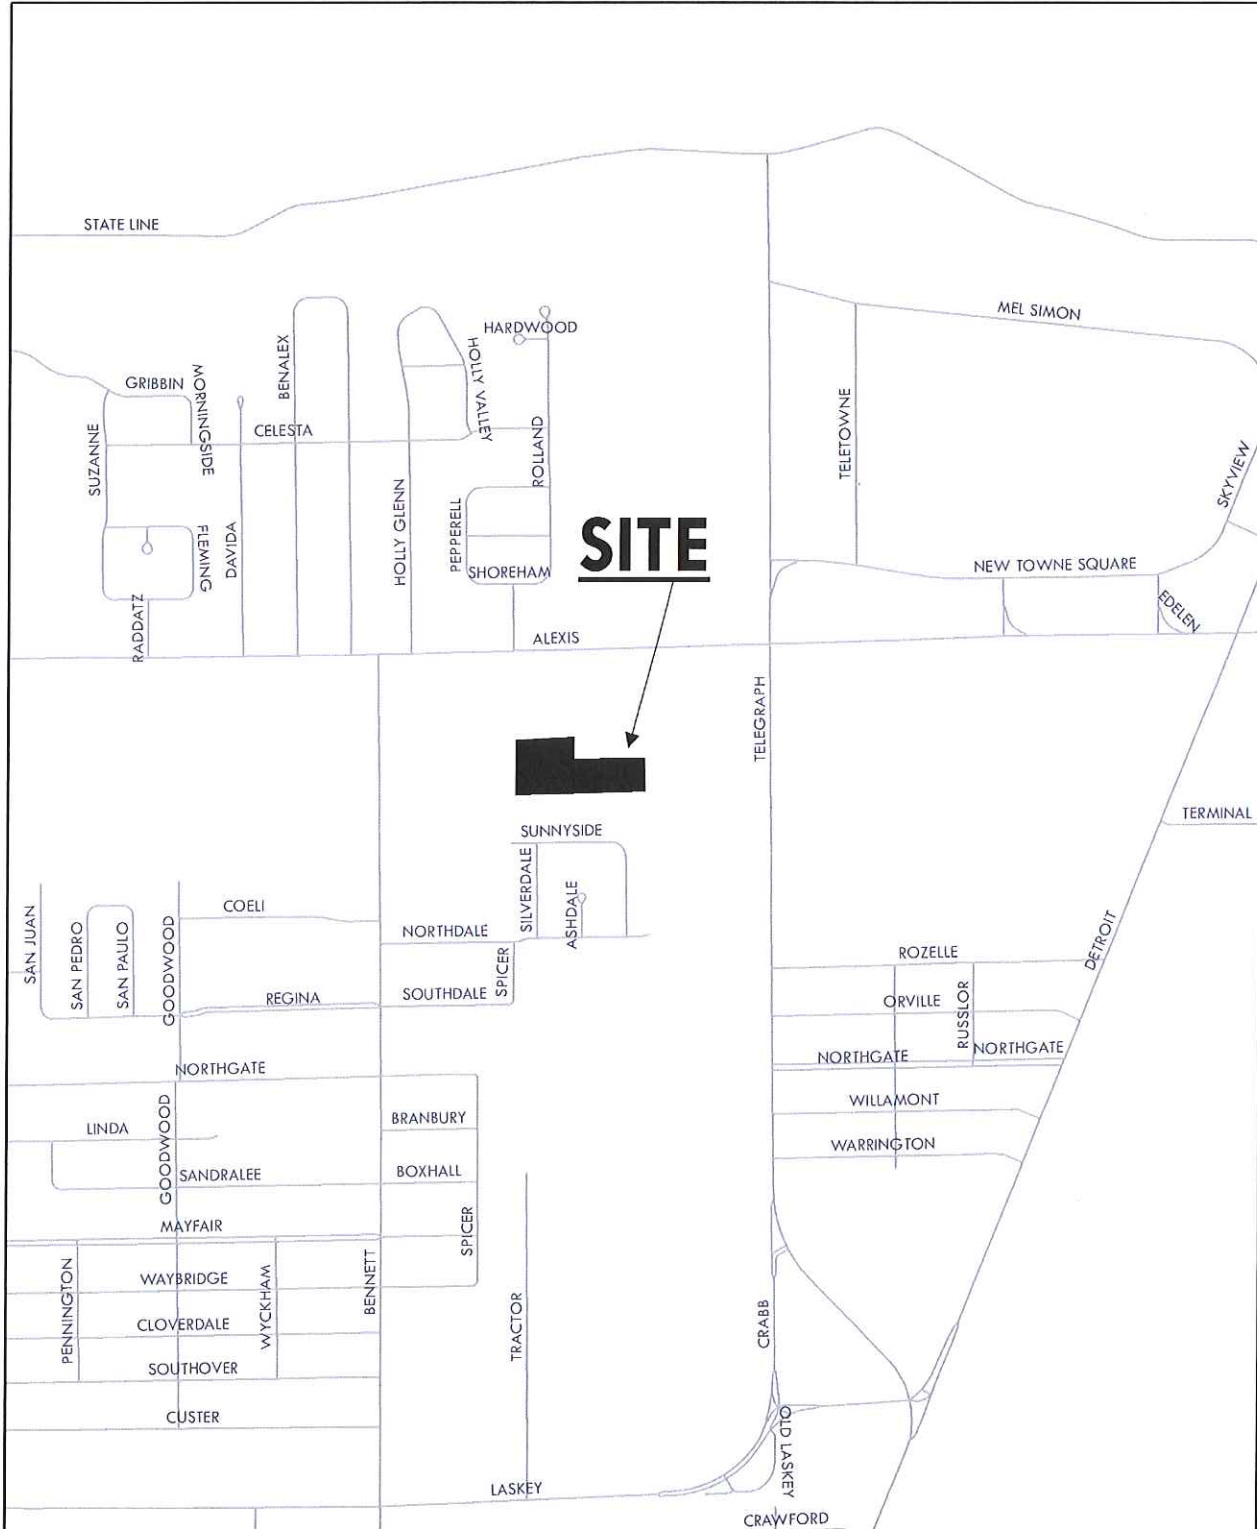 STATE LINE
MEL SIMON
HARDWOOD
BENALEX
HOLLY VALLEY
GRIBBIN
MORNINGSIDE
TELETOWNE
CELESTA
ROLLAND
SUZANNE
SKYVIEW
HOLLY GLENN
PEPPERELL
SITE
FLEMING
DAVIDA
SHOREHAM
NEW TOWNE SQUARE
EDELEN
RADDATZ
ALEXIS
TELEGRAPH
TERMINAL
SUNNYSIDE
SILVERDALE
ASHDALE
COELI
SAN JUAN
SAN PEDRO
SAN PAULO
GOODWOOD
NORTHDALE
DETROIT
ROZELLE
SPICER
REGINA
SOUTHDALE
ORVILLE
RUSSLOR
NORTHGATE
NORTHGATE
NORTHGATE
WILLAMONT
LINDA
GOODWOOD
BRANBURY
WARRINGTON
SANDRALEE
BOXHALL
MAYFAIR
SPICER
WAYBRIDGE
PENNINGTON
WYCKHAM
BENNETT
CLOVERDALE
TRACTOR
CRABB
SOUTHOVER
CUSTER
OLD LASKEY
LASKEY
CRAWFORD